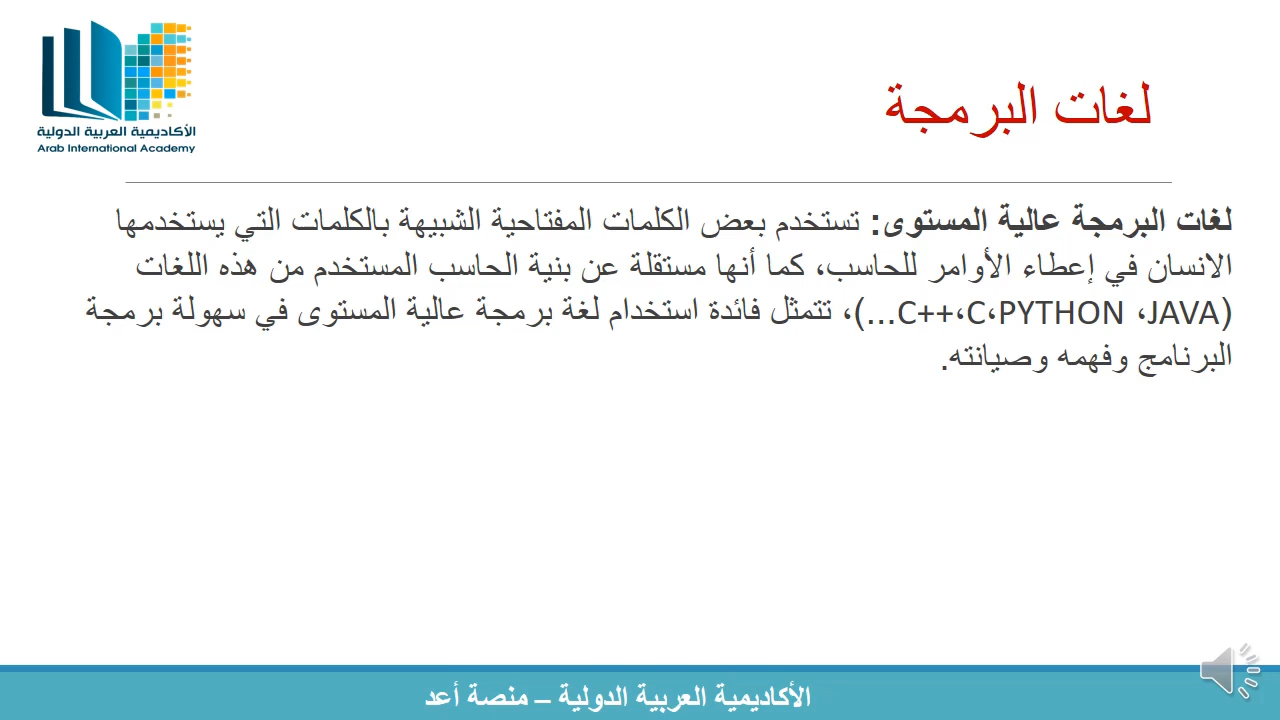 الأكاديمية العربية الدولية
Arab International Academy
لغات البرمجة
لغات البرمجة عالية المستوى: تستخدم بعض الكلمات المفتاحية الشبيهة بالكلمات التي يستخدمها
الانسان في إعطاء الأوامر للحاسب، كما أنها مستقلة عن بنية الحاسب المستخدم من هذه اللغات
(JAVA، PYTHON،C،C++...)، تتمثل فائدة استخدام لغة برمجة عالية المستوى في سهولة برمجة
البرنامج وفهمه وصيانته.
الأكاديمية العربية الدولية – منصة أعد